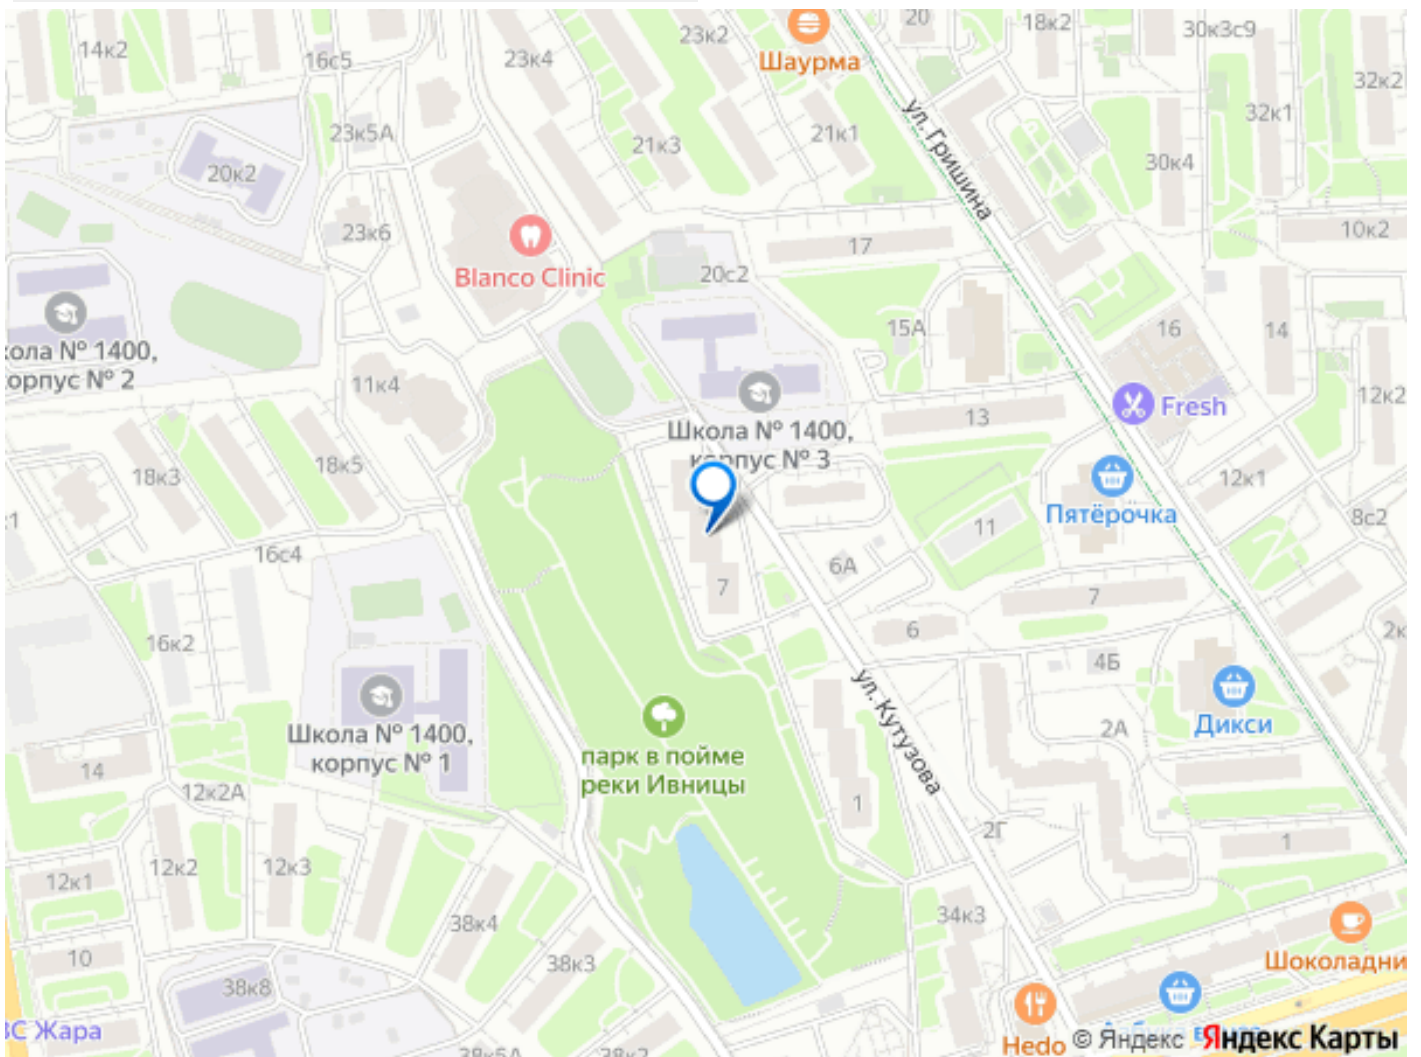 20
18к2
30к3с9
14к2
16с5
23к4
23к2
Шаурма
32к2
ул. Гришина
32к1
23к5А
21к3
21к1
30к4
20к2
23к6
17
10к2
Blanco Clinic
20с2
15А
16
14
кола № 1400,
орпус № 2
11к4
12к2
13
Fresh
Школа № 1400,
корпус № 3
18к3
18к5
12к1
Пятёрочка
8с2
11
16с4
6А
7
7
16к2
6
2к
4Б
Школа № 1400,
корпус № 1
ул. Кутузова
Дикси
2А
парк в пойме
реки Ивницы
14
12к2А
1
2Г
1
12к1
12к2
12к3
38к4
34к3
10
38к3
38к8
Шоколадни
С Жара
Hedo
38к5А
38к2
© Яндекс Яндекс Карты